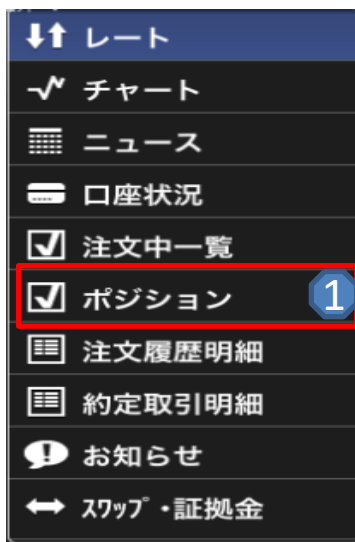 レート
チャート
ニュース
口座状況
注文中一覧
ポジション 1
注文履歴明細
約定取引明細
お知らせ
ｽﾜｯﾌﾟ・証拠金